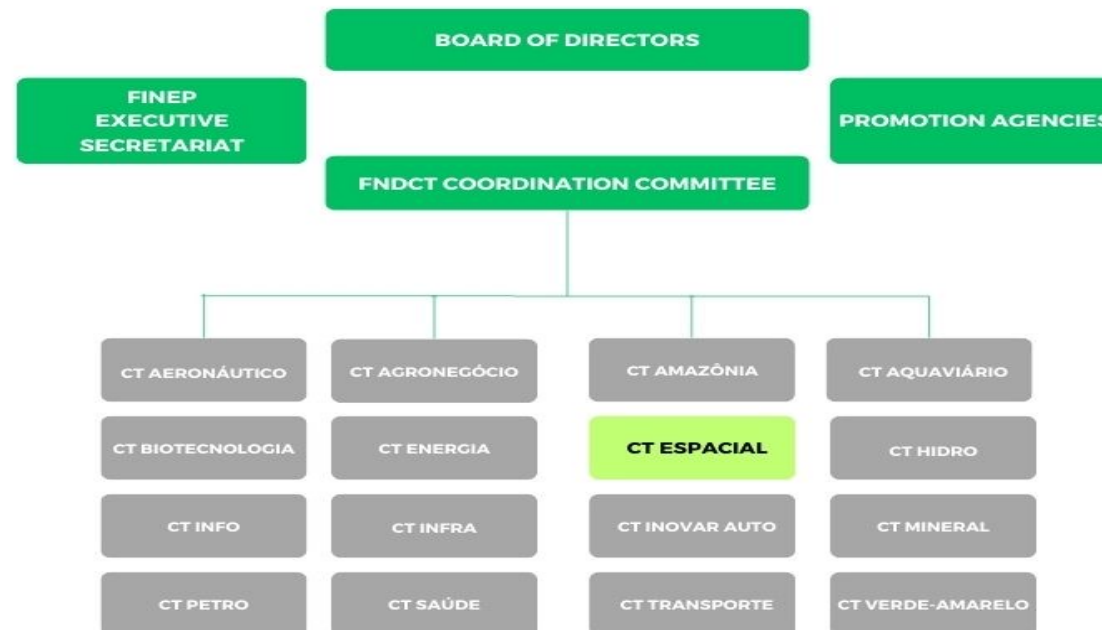 BOARD OF DIRECTORS
FINEP
EXECUTIVE
SECRETARIAT
PROMOTION AGENCIES
FNDCT COORDINATION COMMITTEE
CT AERONÁUTICO
CT AGRONEGÓCIO
CT AMAZÔNIA
CT AQUAVIÁRIO
CT BIOTECNOLOGIA
CT ENERGIA
CT ESPACIAL
CT HIDRO
CT INFO
CT INFRA
CT INOVAR AUTO
CT MINERAL
CT PETRO
CT SAÚDE
CT TRANSPORTE
CT VERDE-AMARELO